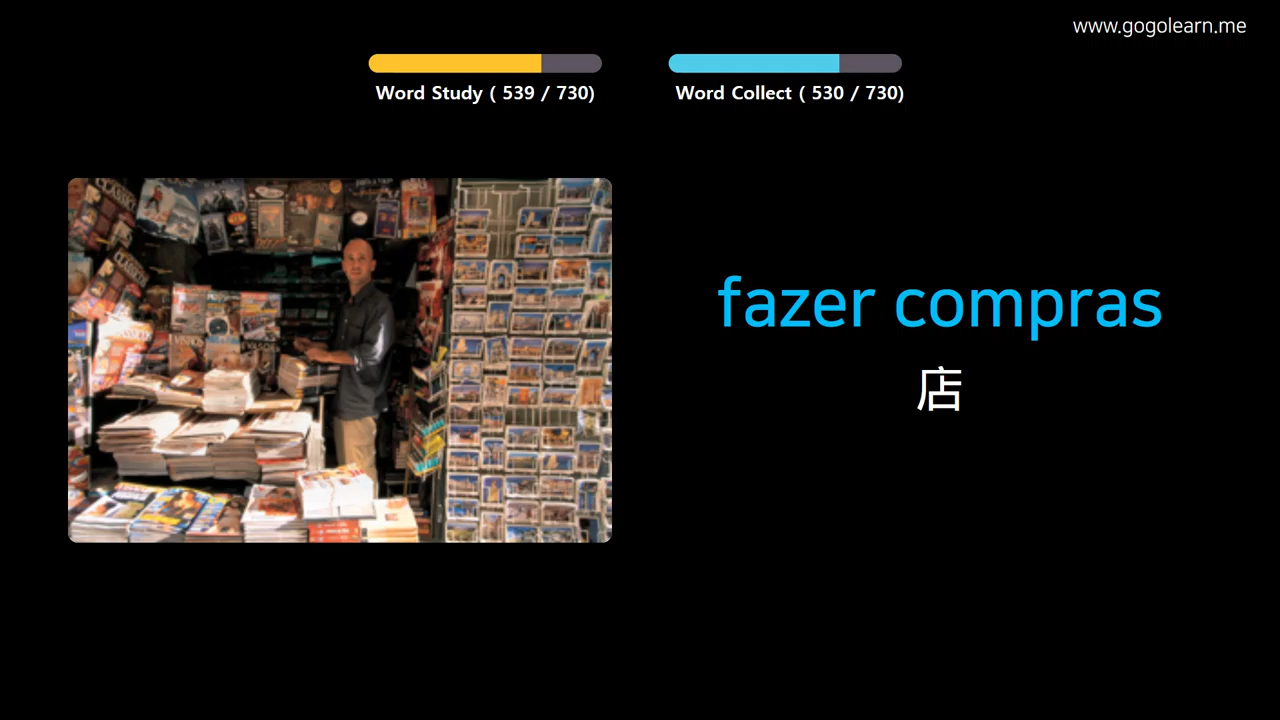 www.gogolearn.me
Word Study ( 539 / 730)
Word Collect ( 530 / 730)
fazer compras
店